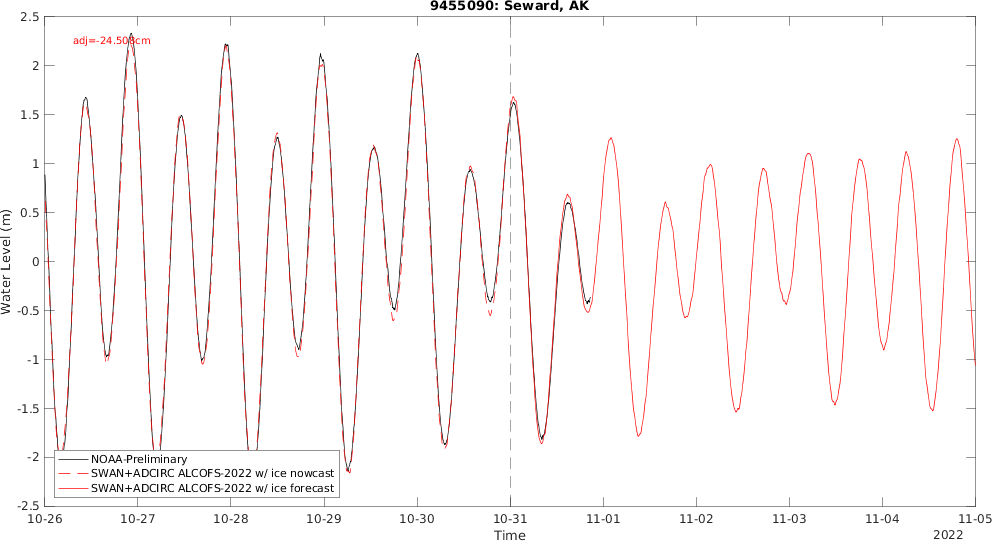 9455090: Seward, AK
2.5
adj=-24.508cm
2
1.5
1
0.5
0
-0.5
-1
-1.5
-2
-2.5
Water Level (m)
NOAA-Preliminary
SWAN+ADCIRC ALCOFS-2022 w/ ice nowcast
SWAN+ADCIRC ALCOFS-2022 w/ ice forecast
10-26 10-27 10-28 10-29 10-30 10-31 11-01 11-02 11-03 11-04 11-05
Time
2022